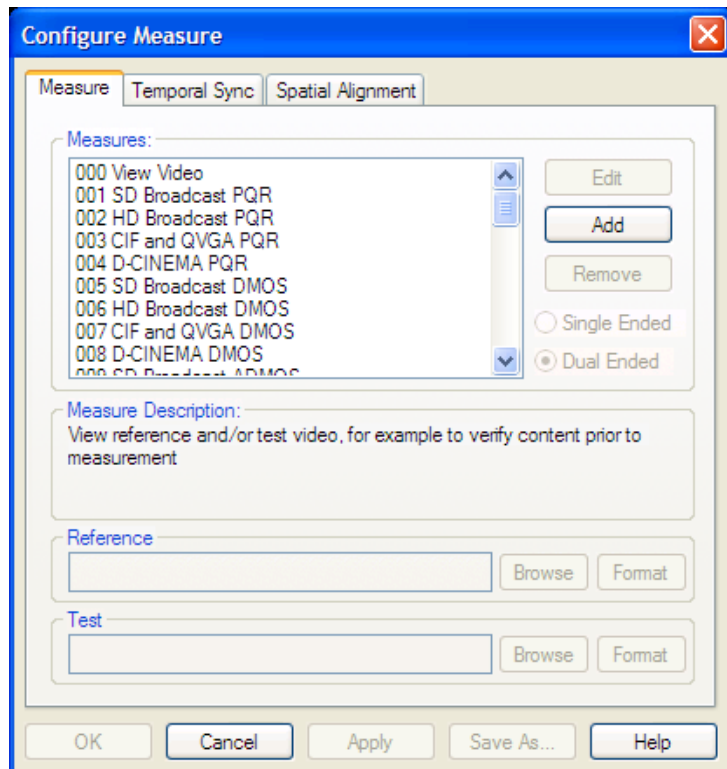 Configure Measure
Measure
Temporal Sync
Spatial Alignment
Measures:
000 View Video
001 SD Broadcast PQR
002 HD Broadcast PQR
003 CIF and QVGA PQR
004 D-CINEMA PQR
005 SD Broadcast DMOS
006 HD Broadcast DMOS
007 CIF and QVGA DMOS
008 D-CINEMA DMOS
009 SD Broadcast ADMOS
Edit
Add
Remove
Single Ended
Dual Ended
Measure Description:
View reference and/or test video, for example to verify content prior to
measurement
Reference
Browse
Format
Test
Browse
Format
OK
Cancel
Apply
Save As...
Help